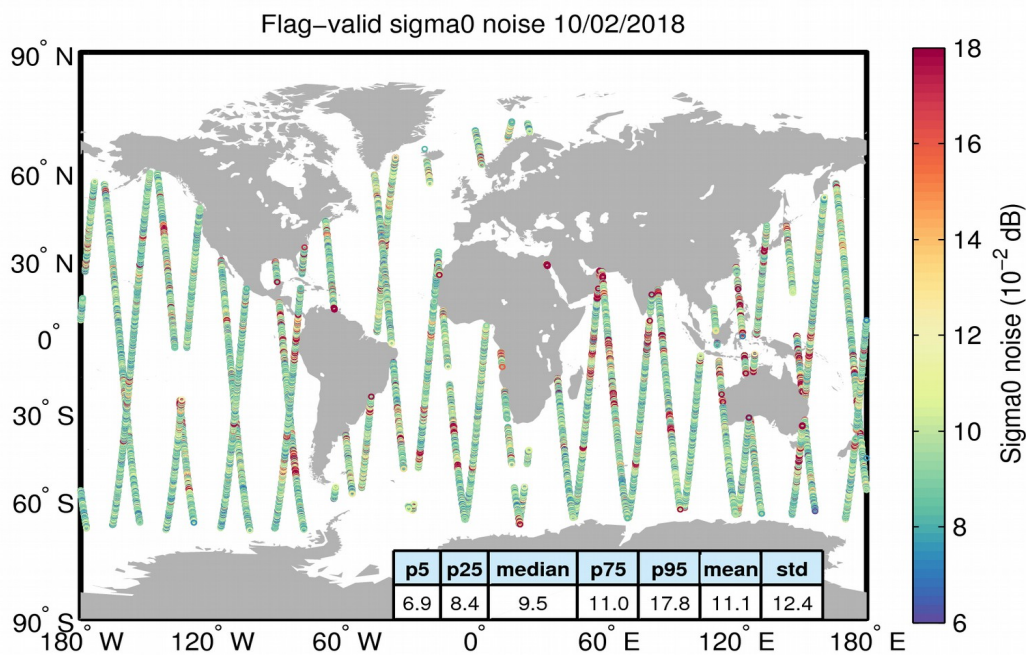 Flag−valid sigma0 noise 10/02/2018
90° N
60° N
30° N
0°
30° S
60° S
90° S
180° W
120° W
60° W
0°
60° E
120° E
180° E
p5 p25 median p75 p95 mean std
6.9 8.4 9.5 11.0 17.8 11.1 12.4
18
16
14
12
10
8
6
Sigma0 noise (10⁻² dB)